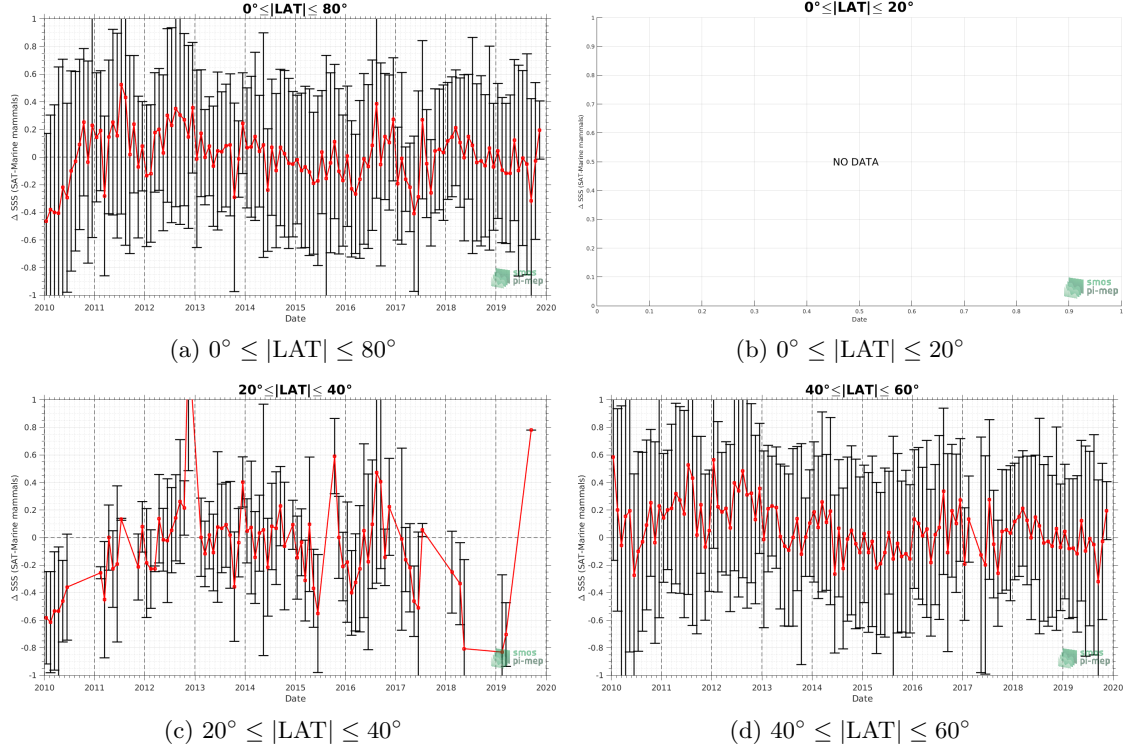 0°≤|LAT|≤ 80°
Δ SSS (SAT-Marine mammals)
1
0.8
0.6
0.4
0.2
0
-0.2
-0.4
-0.6
-0.8
-1
2010 2011 2012 2013 2014 2015 2016 2017 2018 2019 2020
Date
smos
pi-mep
(a) 0° ≤ |LAT| ≤ 80°
0°≤|LAT|≤ 20°
Δ SSS (SAT-Marine mammals)
1
0.9
0.8
0.7
0.6
0.5
0.4
0.3
0.2
0.1
0
NO DATA
0 0.1 0.2 0.3 0.4 0.5 0.6 0.7 0.8 0.9 1
Date
smos
pi-mep
(b) 0° ≤ |LAT| ≤ 20°
20°≤|LAT|≤ 40°
Δ SSS (SAT-Marine mammals)
1
0.8
0.6
0.4
0.2
0
-0.2
-0.4
-0.6
-0.8
-1
2010 2011 2012 2013 2014 2015 2016 2017 2018 2019 2020
Date
smos
pi-mep
(c) 20° ≤ |LAT| ≤ 40°
40°≤|LAT|≤ 60°
Δ SSS (SAT-Marine mammals)
1
0.8
0.6
0.4
0.2
0
-0.2
-0.4
-0.6
-0.8
-1
2010 2011 2012 2013 2014 2015 2016 2017 2018 2019 2020
Date
smos
pi-mep
(d) 40° ≤ |LAT| ≤ 60°